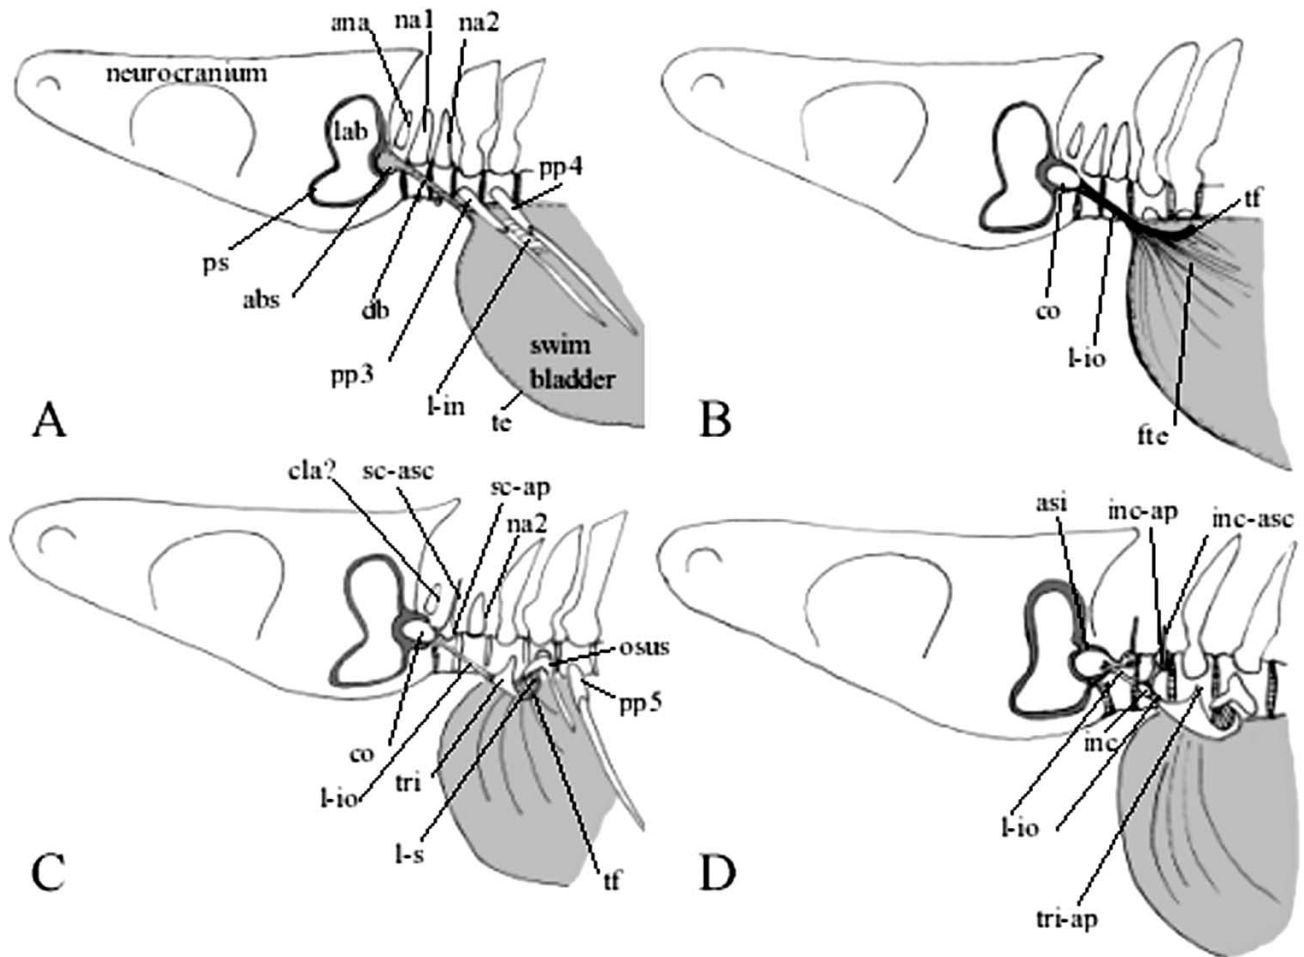 ana na1 na2
neurocranium
lab
pp4
ps
abs
db
pp3
l-in
swim
bladder
te
A
tf
co
l-io
fte
B
cla? sc-asc
sc-ap
na2
osus
pp5
co
l-io
tri
l-s
tf
C
asi
inc-ap
inc-asc
inc
l-io
tri-ap
D